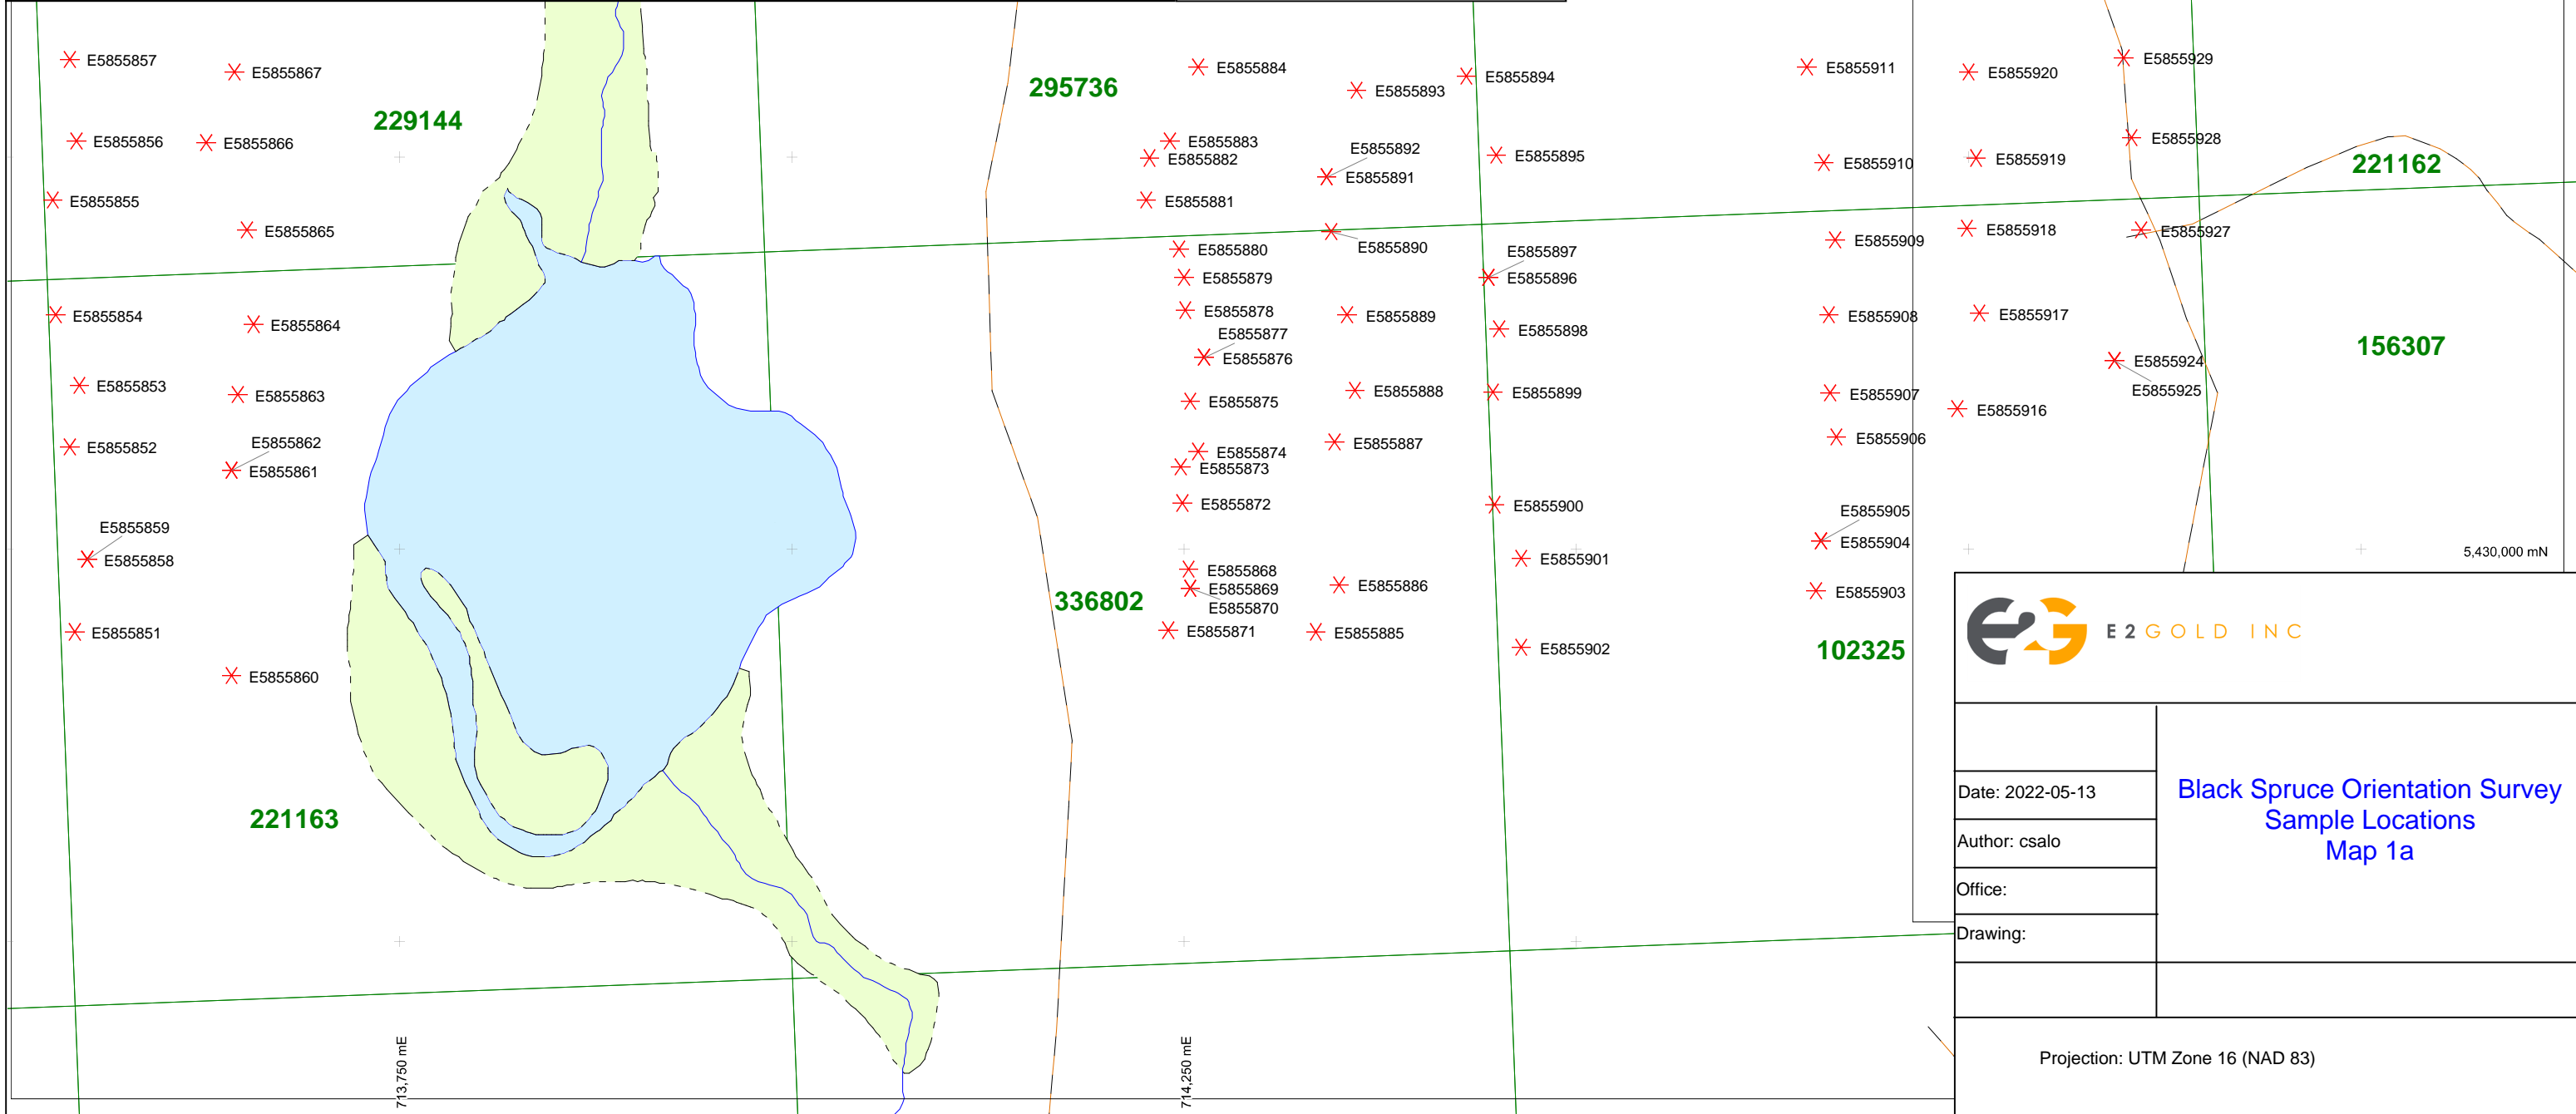 E5855857
E5855867
229144
295736
E5855884
E5855893
E5855894
E5855911
E5855920
E5855929
E5855856
E5855866
E5855883
E5855882
E5855892
E5855891
E5855895
E5855910
E5855919
E5855928
221162
E5855855
E5855865
E5855881
E5855880
E5855890
E5855897
E5855896
E5855909
E5855918
E5855927
E5855879
E5855854
E5855864
E5855878
E5855877
E5855876
E5855889
E5855898
E5855908
E5855917
156307
E5855924
E5855925
E5855853
E5855863
E5855875
E5855888
E5855899
E5855907
E5855916
E5855852
E5855862
E5855861
E5855874
E5855873
E5855887
E5855906
E5855872
E5855900
E5855905
E5855904
E5855859
E5855858
E5855901
5,430,000 mN
E5855868
E5855869
E5855870
E5855886
E5855903
336802
E5855851
E5855871
E5855885
E5855902
102325
E5855860
221163
713,750 mE
714,250 mE
E2GOLD INC
Date: 2022-05-13
Author: csalo
Office:
Drawing:
Black Spruce Orientation Survey
Sample Locations
Map 1a
Projection: UTM Zone 16 (NAD 83)